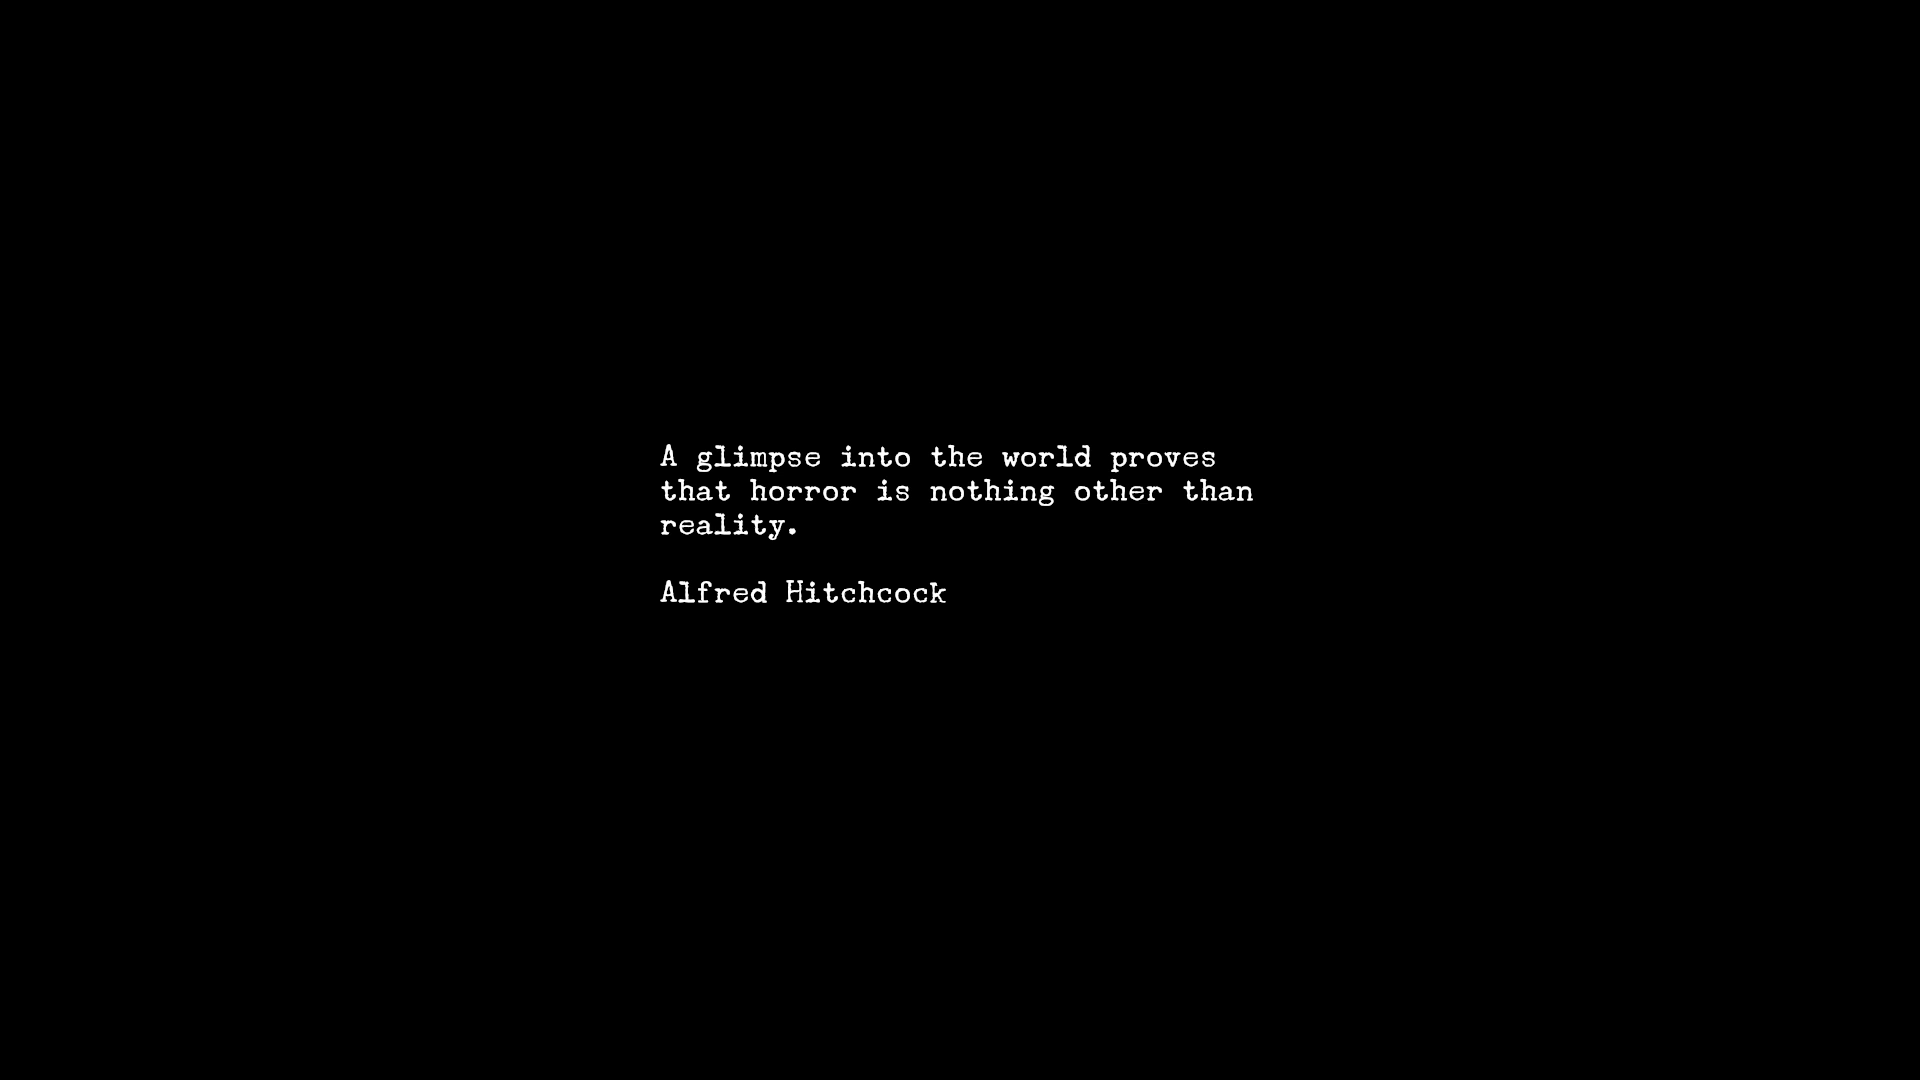 A glimpse into the world proves
that horror is nothing other than
reality.
Alfred Hitchcock